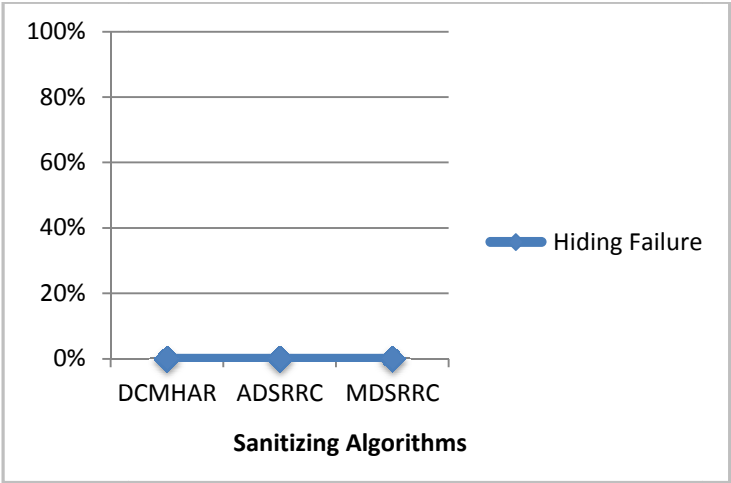 100%
80%
60%
40%
20%
0%
DCMHAR ADSRRC MDSRRC
Sanitizing Algorithms
Hiding Failure